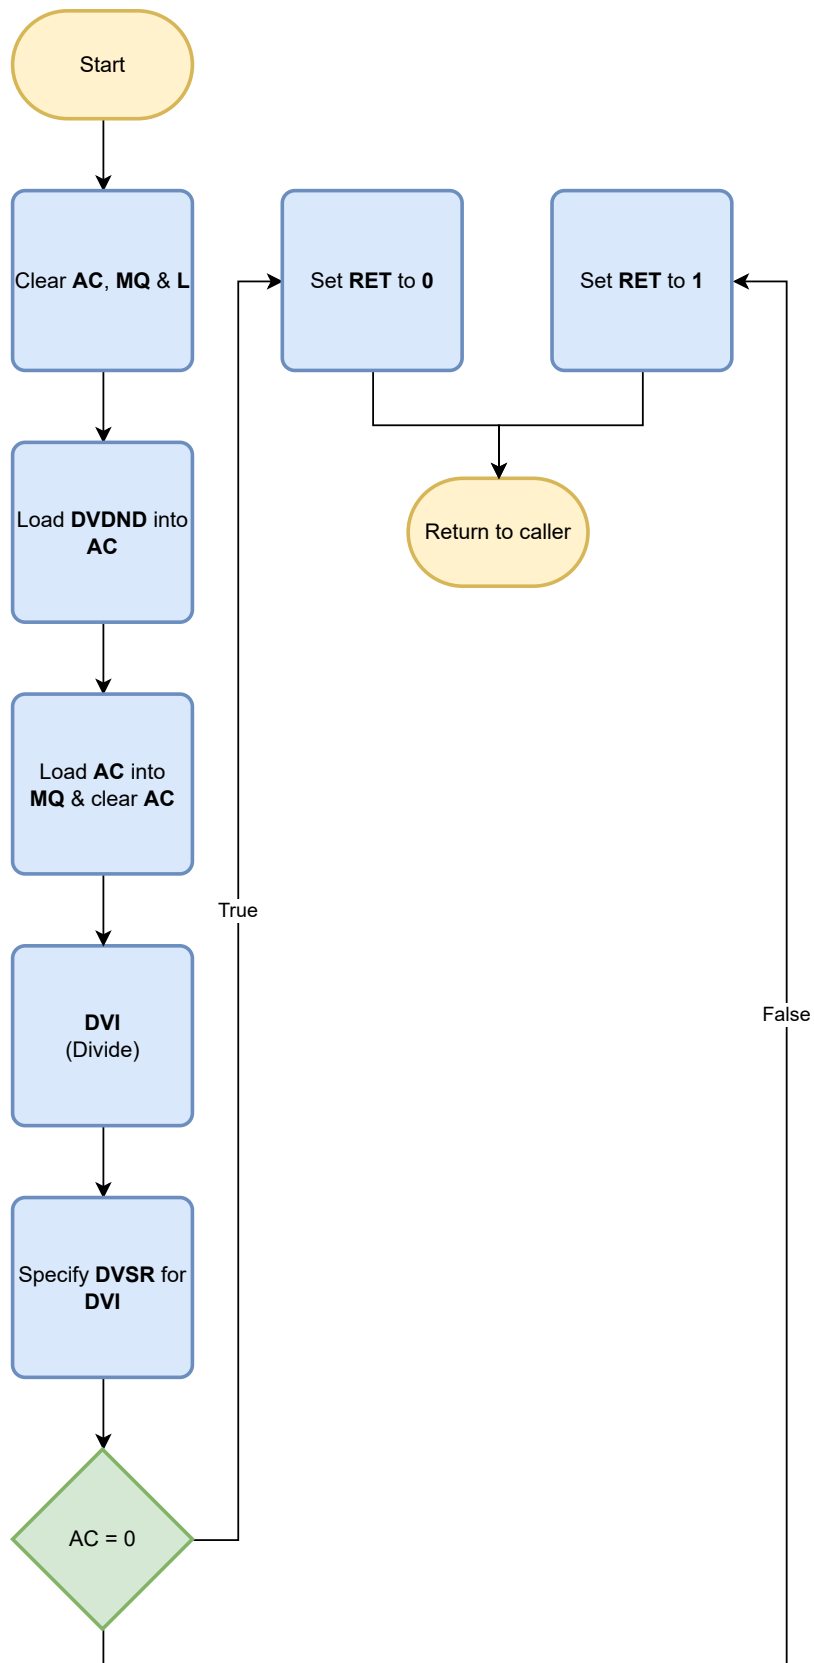 Start
Clear AC, MQ & L
Set RET to 0
Set RET to 1
Load DVDND into
AC
Return to caller
Load AC into
MQ & clear AC
True
DVI
(Divide)
False
Specify DVSR for
DVI
AC = 0